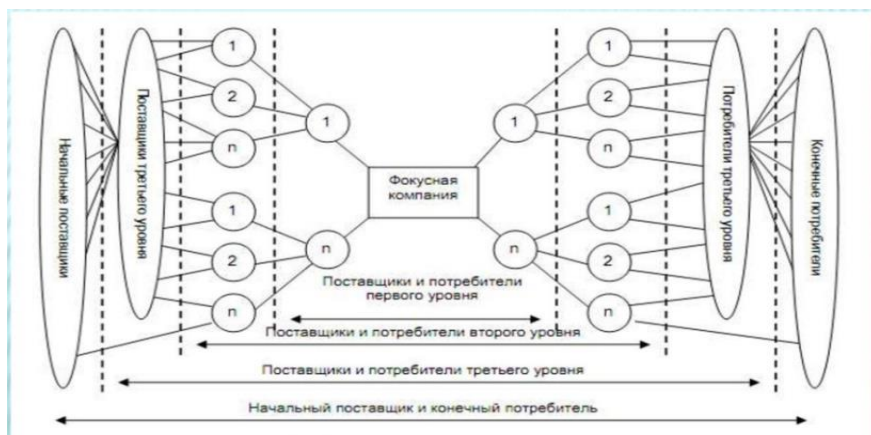 Начальные поставщики
Поставщики третьего уровня
1
2
n
1
2
n
1
n
Фокусная
компания
1
n
1
2
n
1
2
n
Потребители третьего уровня
Конечные потребители
Поставщики и потребители
первого уровня
Поставщики и потребители второго уровня
Поставщики и потребители третьего уровня
Начальный поставщик и конечный потребитель